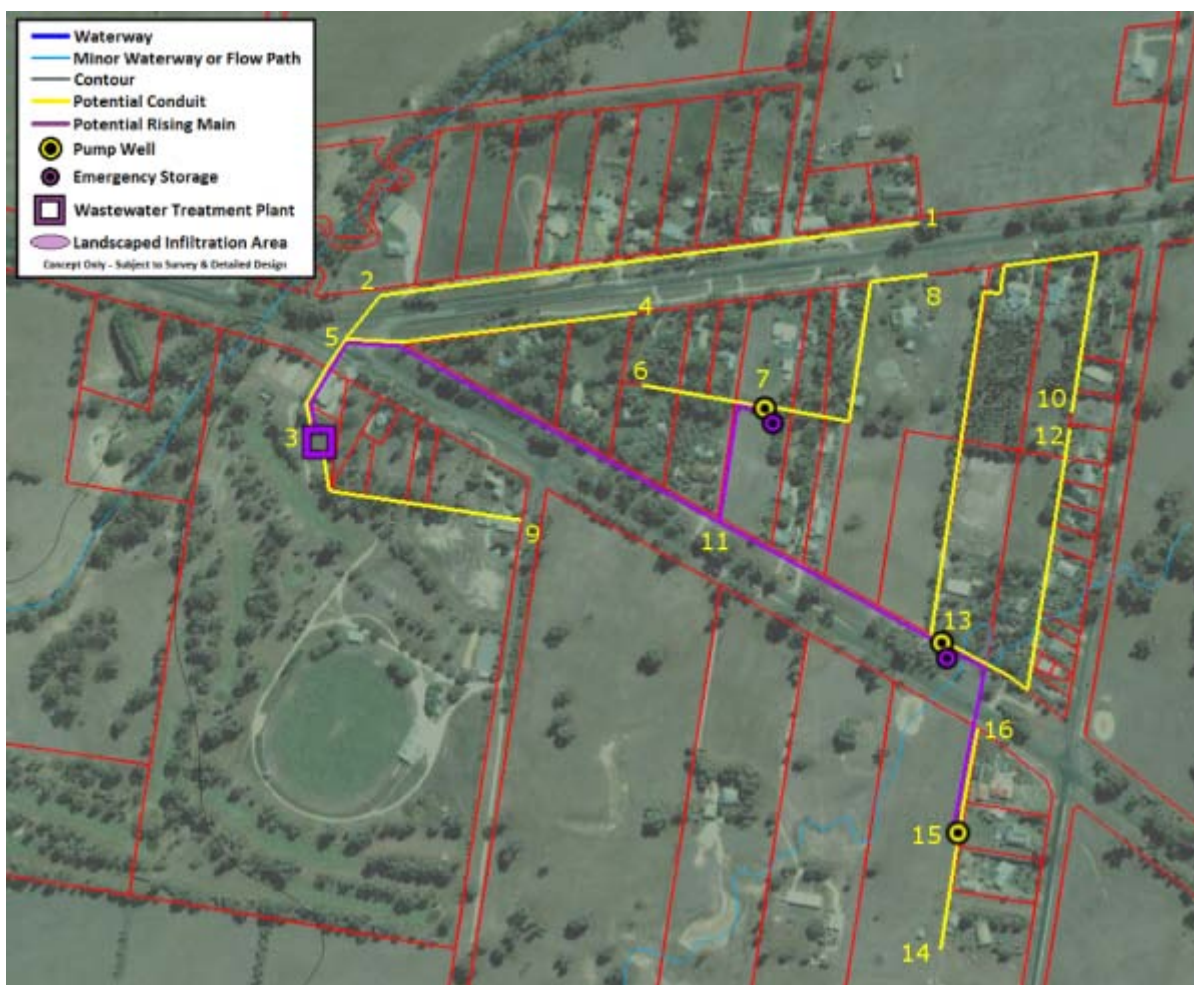 Waterway
Minor Waterway or Flow Path
Contour
Potential Conduit
Potential Rising Main
Pump Well
Emergency Storage
Wastewater Treatment Plant
Landscaped Infiltration Area
Concept Only - Subject to Survey & Detailed Design
1
2
8
4
5
6
7
10
12
3
9
11
13
16
15
14